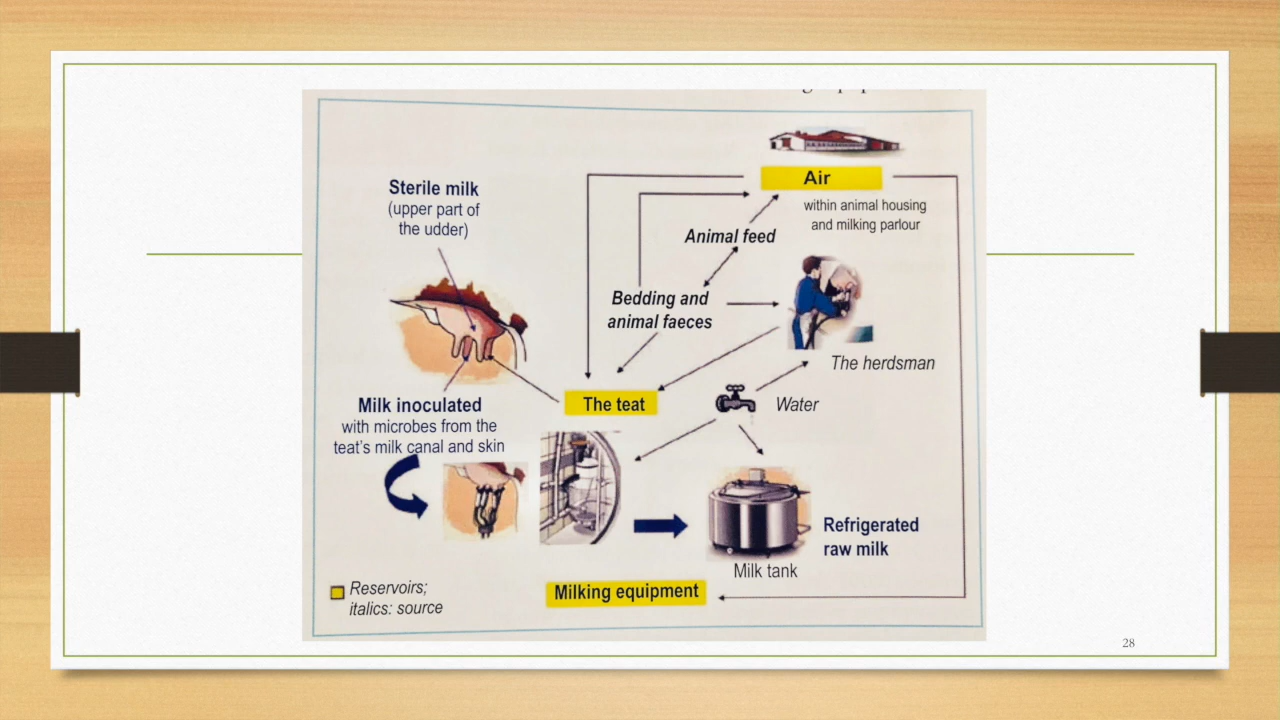 Air
within animal housing
and milking parlour
Sterile milk
(upper part of
the udder)
Animal feed
Bedding and
animal faeces
The herdsman
The teat
Water
Milk inoculated
with microbes from the
teat's milk canal and skin
Refrigerated
raw milk
Milk tank
Milking equipment
Reservoirs;
italics: source
28